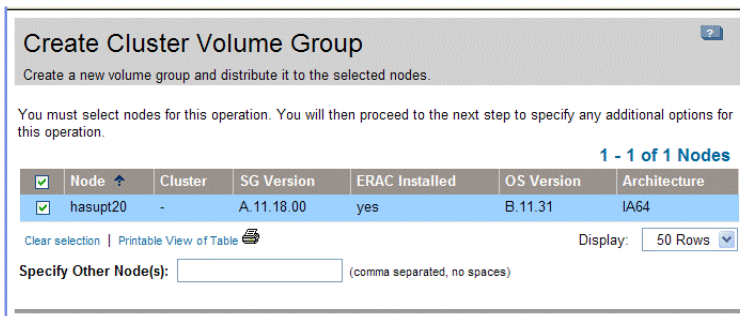 Create Cluster Volume Group
?
Create a new volume group and distribute it to the selected nodes.
You must select nodes for this operation. You will then proceed to the next step to specify any additional options for
this operation.
1 - 1 of 1 Nodes
Node Cluster SG Version ERAC Installed OS Version Architecture
hasupt20 - A.11.18.00 yes B.11.31 IA64
Clear selection | Printable View of Table Display: 50 Rows
Specify Other Node(s): (comma separated, no spaces)